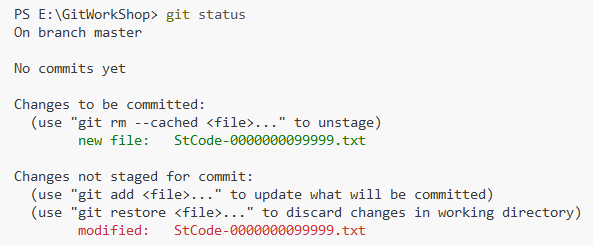 PS E:\GitWorkShop> git status
On branch master

No commits yet

Changes to be committed:
  (use "git rm --cached <file>..." to unstage)
        new file:   StCode-0000000099999.txt

Changes not staged for commit:
  (use "git add <file>..." to update what will be committed)
  (use "git restore <file>..." to discard changes in working directory)
        modified:   StCode-0000000099999.txt